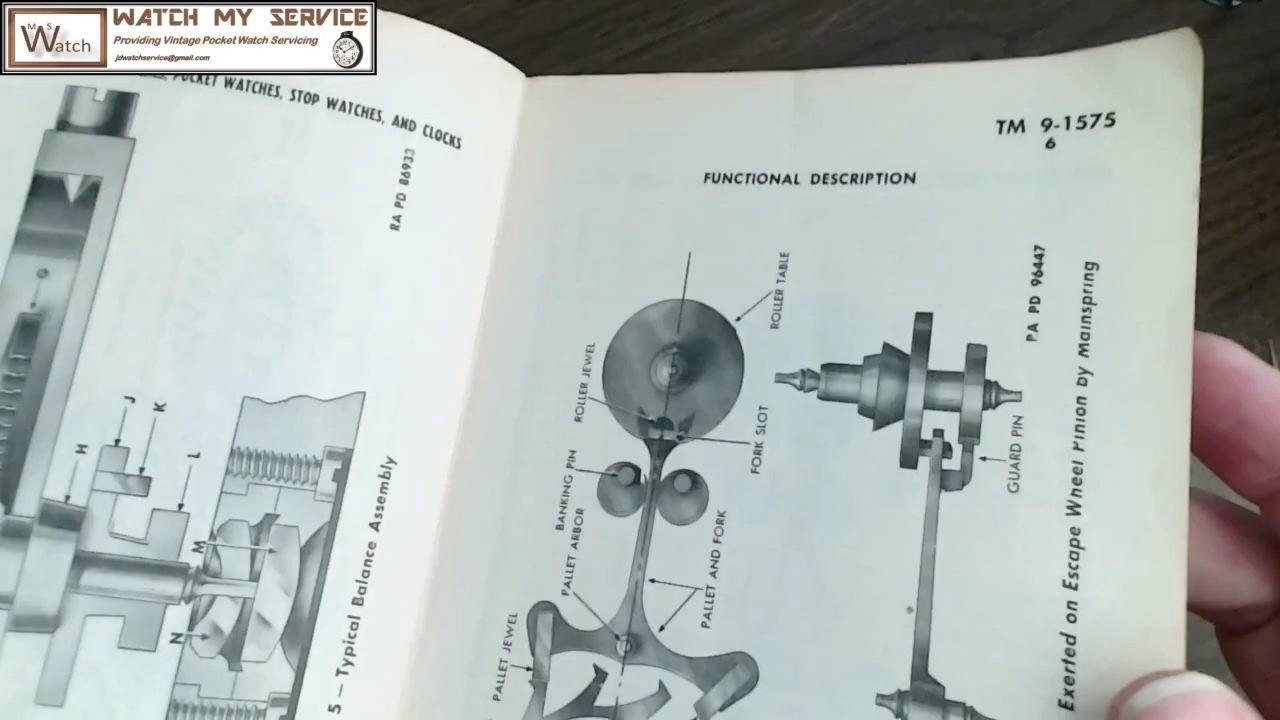 M S
Watch
WATCH MY SERVICE
Providing Vintage Pocket Watch Servicing
jdwatchservice@gmail.com
POCKET WATCHES, STOP WATCHES, AND CLOCKS
RA PD 86933
J
K
H
L
M
N
5 — Typical Balance Assembly
TM 9-1575
6
FUNCTIONAL DESCRIPTION
ROLLER TABLE
ROLLER JEWEL
FORK SLOT
BANKING PIN
PALLET ARBOR
PALLET AND FORK
PALLET JEWEL
GUARD PIN
PA PD 96447
Exerted on Escape Wheel Pinion by Mainspring